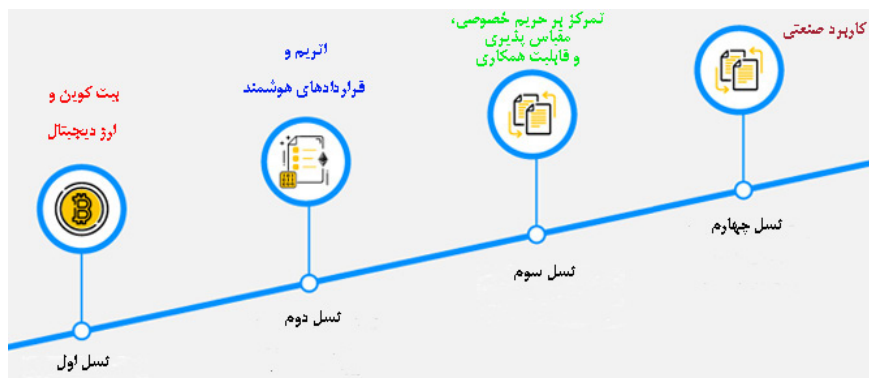 کاربرد صنعتی
تمرکز بر حریم خصوصی،
مقیاس پذیری
و قابلیت همکاری
اتریم و
قراردادهای هوشمند
بیت کوین و
ارو دیجیتال
نسل چهارم
نسل سوم
نسل دوم
نسل اول